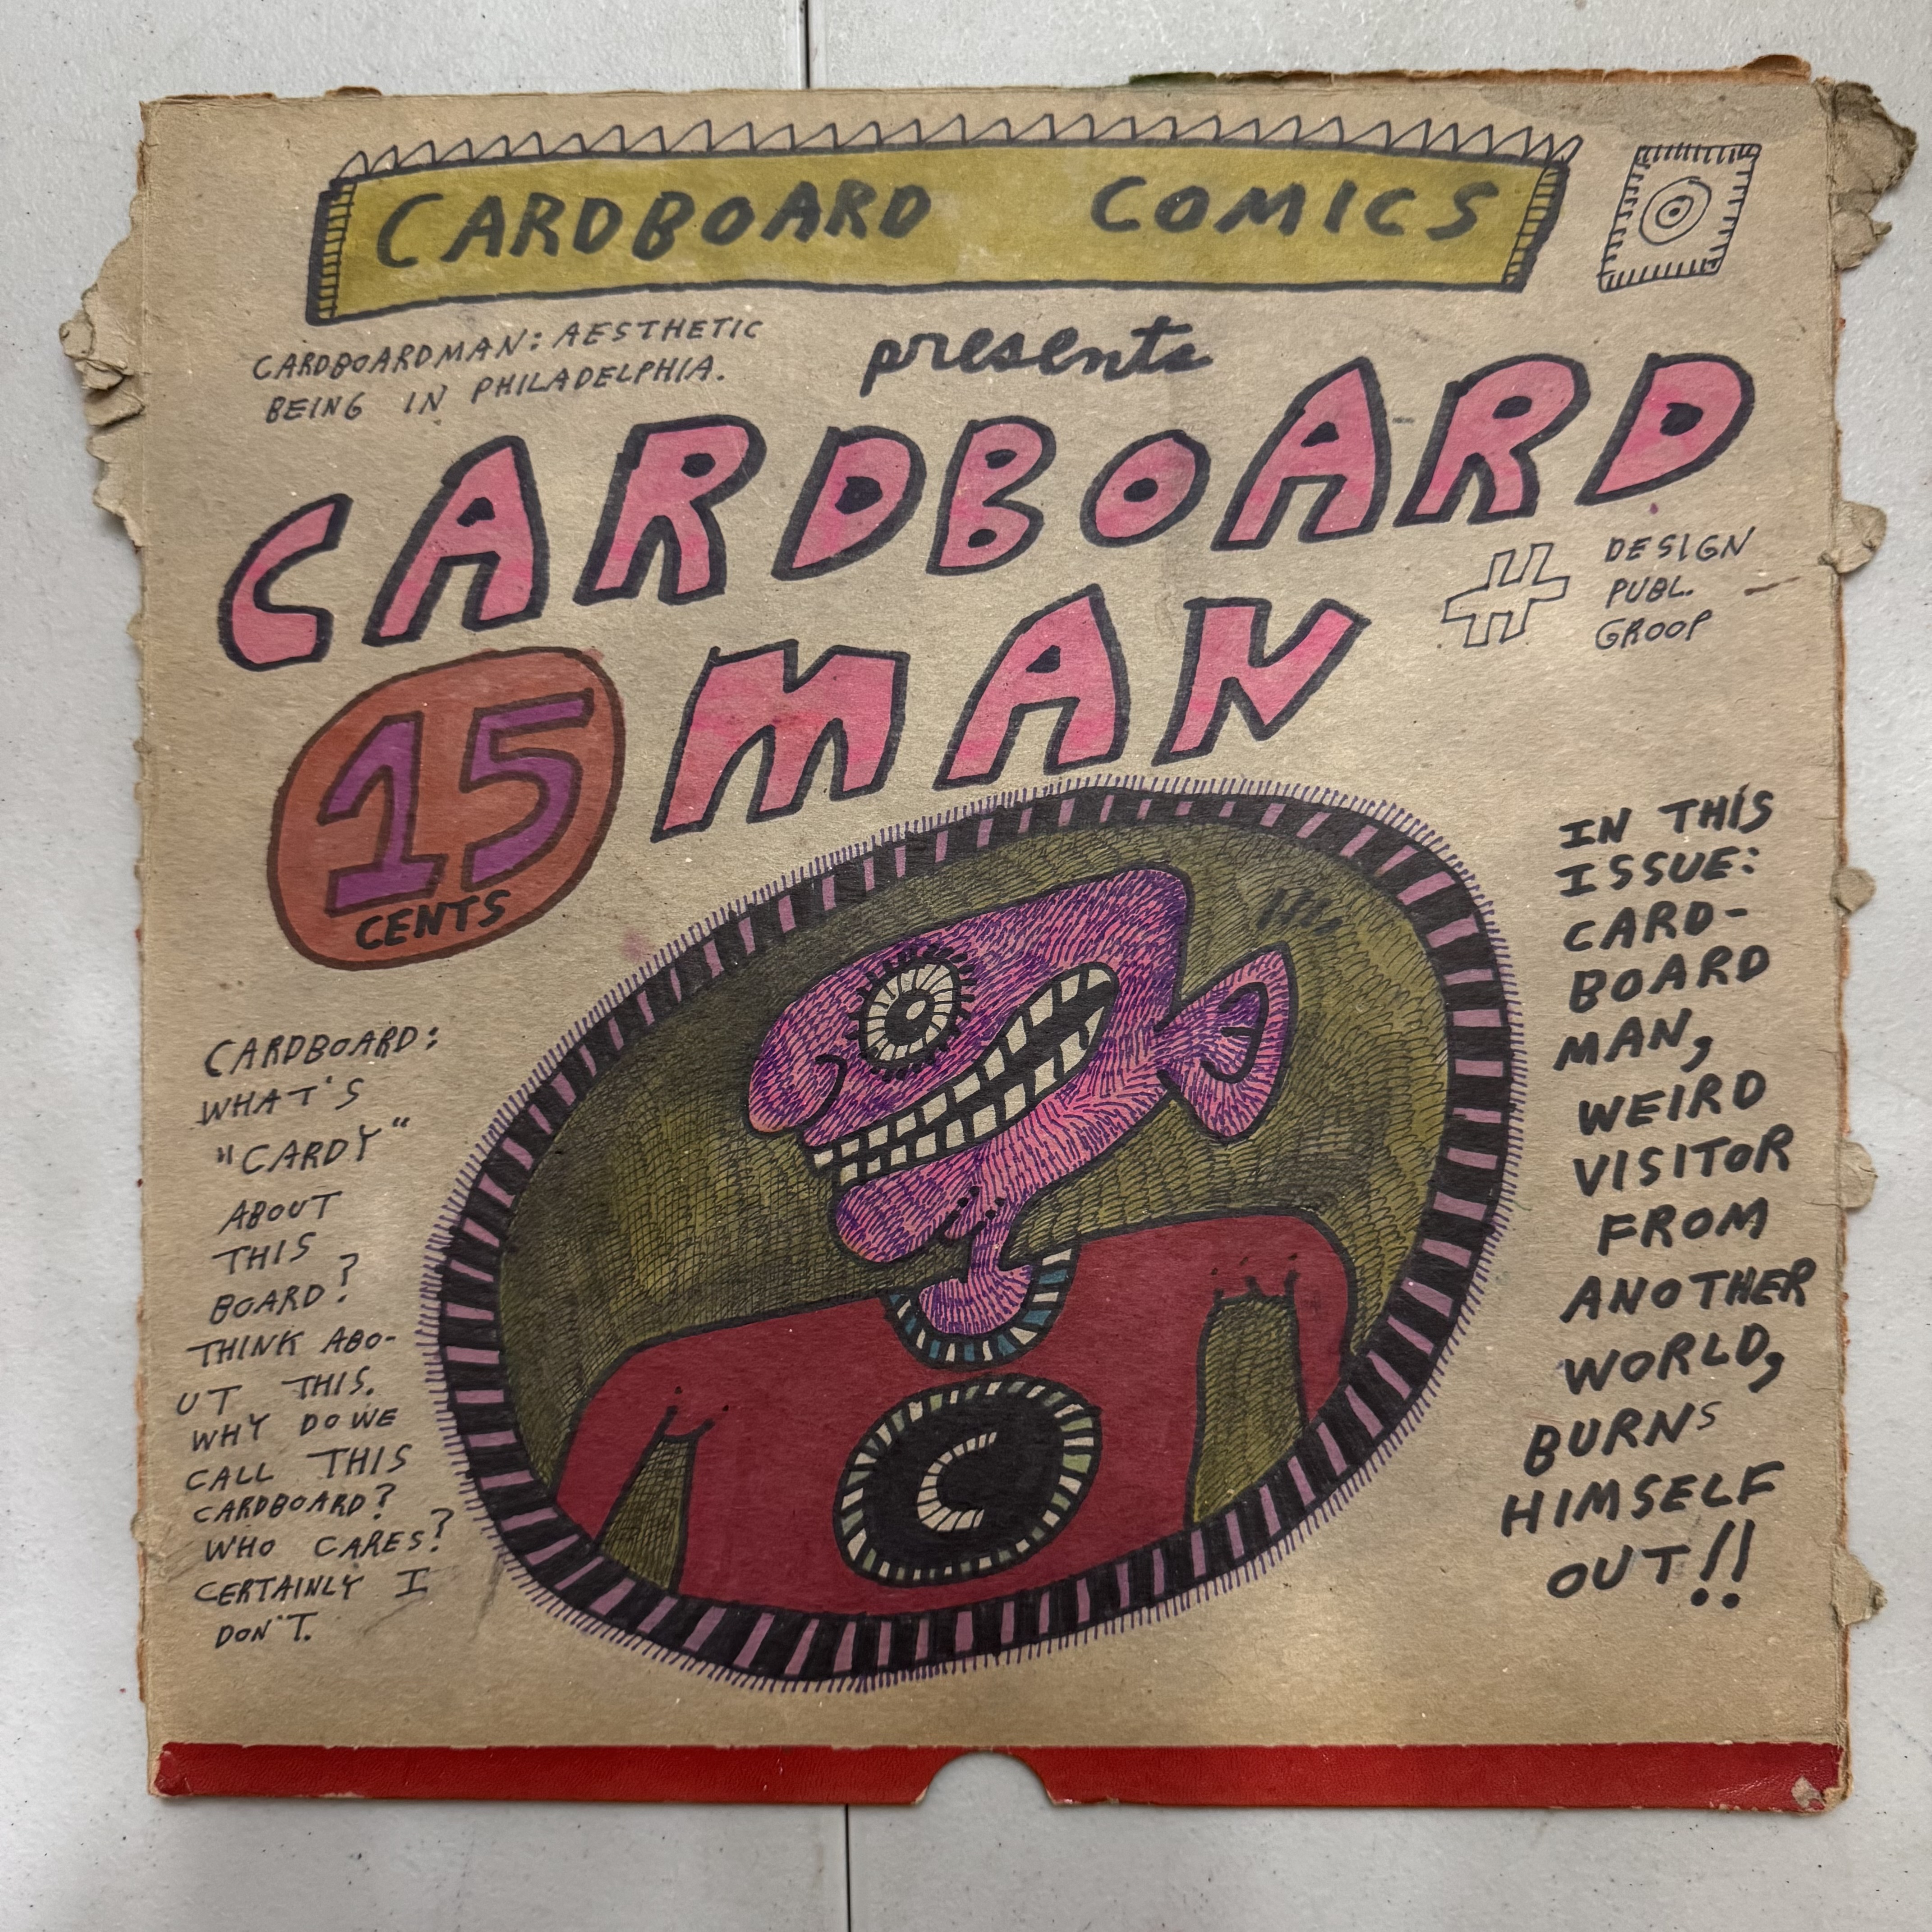 CARDBOARD COMICS
CARDBOARDMAN: AESTHETIC
BEING IN PHILADELPHIA.
presents
CARDBOARD
MAN
DESIGN
PUBL.
GROOP
15
CENTS
CARDBOARD:
WHAT'S
"CARDY"
ABOUT
THIS
BOARD?
THINK ABO-
UT THIS.
WHY DO WE
CALL THIS
CARDBOARD?
WHO CARES?
CERTAINLY I
DON'T.
C
IN THIS
ISSUE:
CARD-
BOARD
MAN,
WEIRD
VISITOR
FROM
ANOTHER
WORLD,
BURNS
HIMSELF
OUT!!